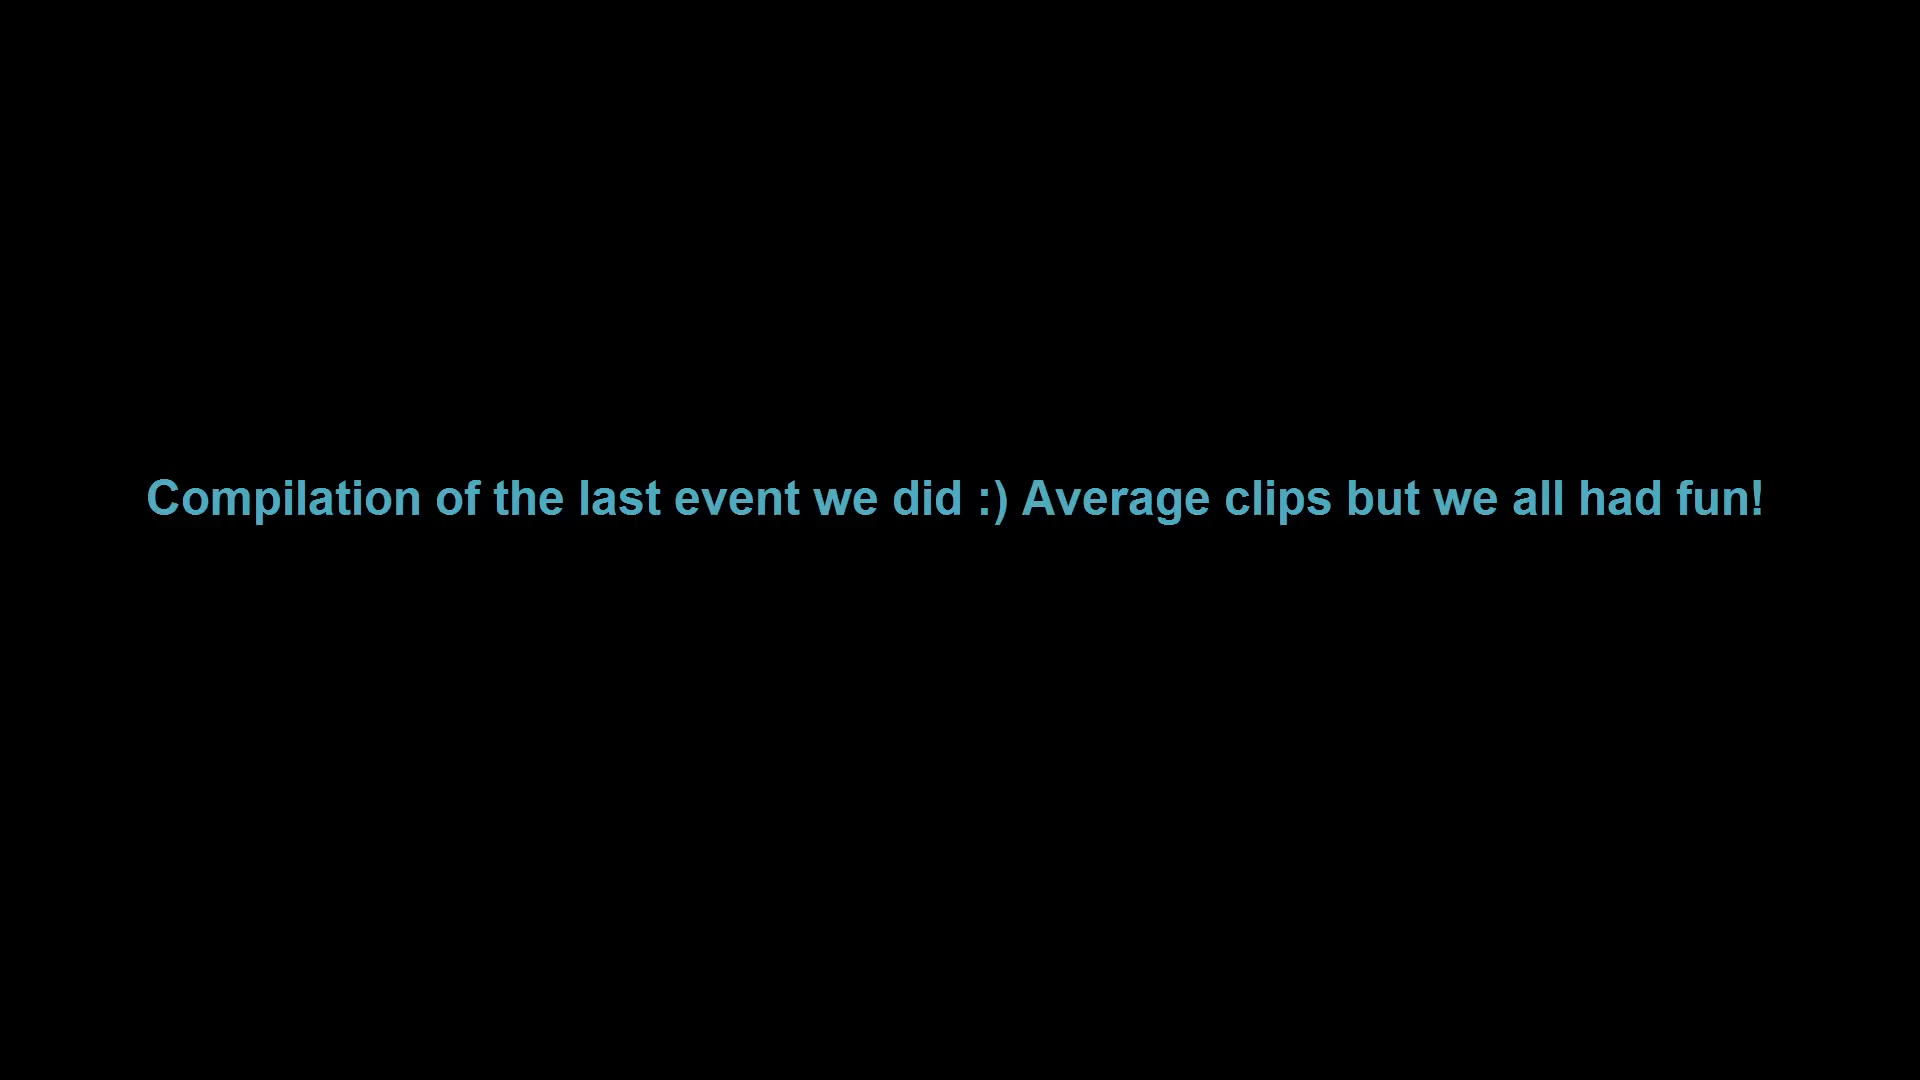 Compilation of the last event we did :) Average clips but we all had fun!